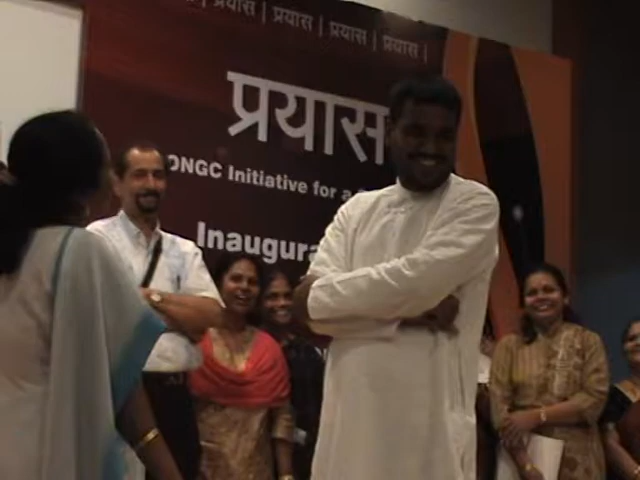 प्रयास | प्रयास | प्रयास | प्रयास |
प्रयास
ONGC Initiative for a
Inaugura